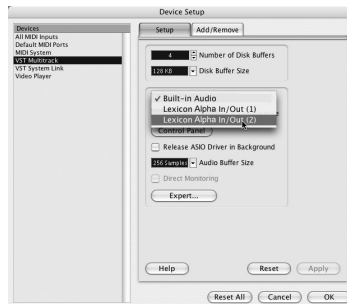 Device Setup
Devices
All MIDI Inputs
Default MIDI Ports
MIDI System
VST Multitrack
VST System Link
Video Player
Setup
Add/Remove
4 Number of Disk Buffers
128 KB Disk Buffer Size
✓ Built-in Audio
Lexicon Alpha In/Out (1)
Lexicon Alpha In/Out (2)
Control Panel
Release ASIO Driver in Background
256 Samples Audio Buffer Size
Direct Monitoring
Expert...
Help
Reset
Apply
Reset All
Cancel
OK